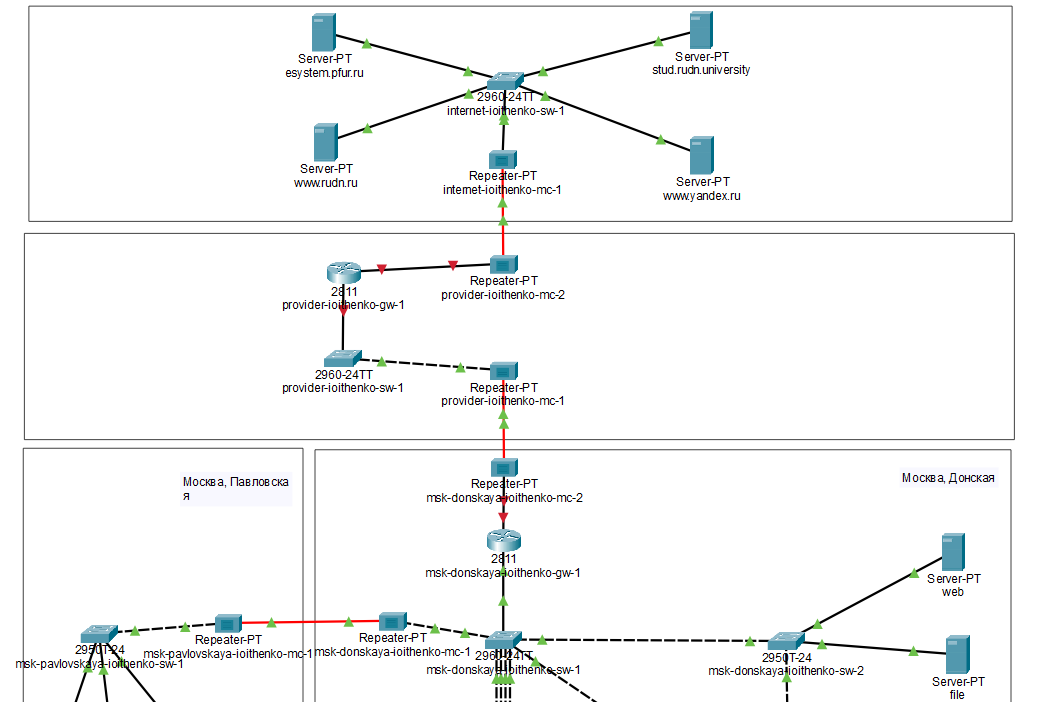 Server-PT
esystem.pfur.ru
Server-PT
stud.rudn.university
2960-24TT
internet-ioithenko-sw-1
Server-PT
www.rudn.ru
Repeater-PT
internet-ioithenko-mc-1
Server-PT
www.yandex.ru
2811
provider-ioithenko-gw-1
Repeater-PT
provider-ioithenko-mc-2
2960-24TT
provider-ioithenko-sw-1
Repeater-PT
provider-ioithenko-mc-1
Москва, Павловска
я
Repeater-PT
msk-donskaya-ioithenko-mc-2
Москва, Донская
2811
msk-donskaya-ioithenko-gw-1
Server-PT
web
2950T-24
msk-pavlovskaya-ioithenko-sw-1
Repeater-PT
msk-pavlovskaya-ioithenko-mc-1
Repeater-PT
msk-donskaya-ioithenko-mc-1
2960-24TT
msk-donskaya-ioithenko-sw-1
2950T-24
msk-donskaya-ioithenko-sw-2
Server-PT
file